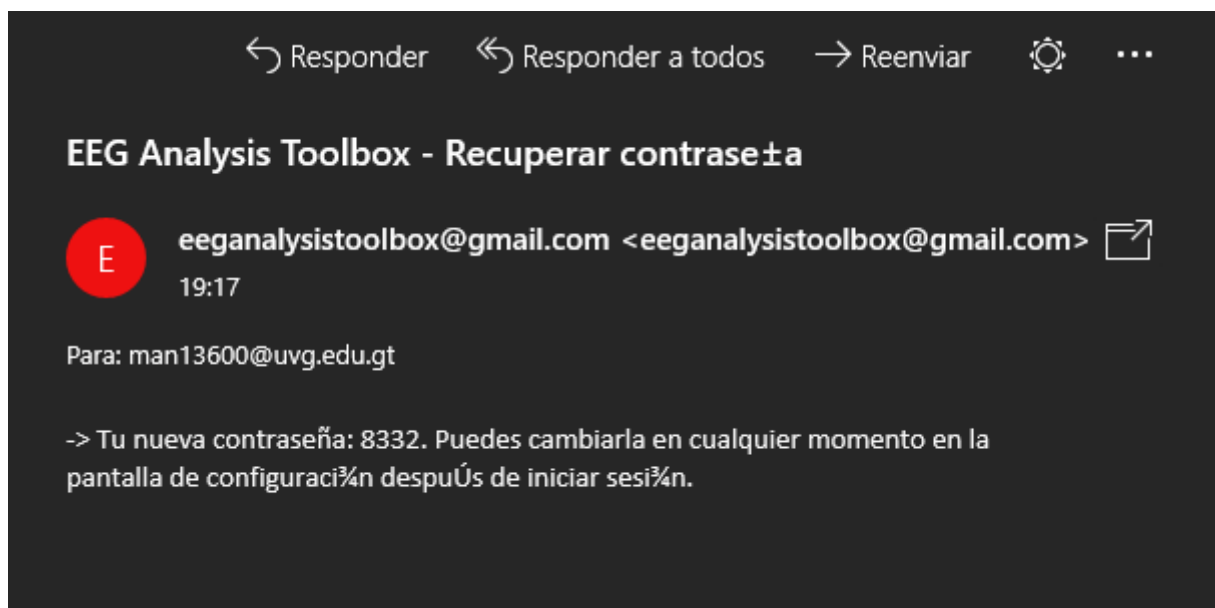 Responder Responder a todos Reenviar ...
EEG Analysis Toolbox - Recuperar contrase±a
E
eeganalysistoolbox@gmail.com <eeganalysistoolbox@gmail.com>
19:17
Para: man13600@uvg.edu.gt
-> Tu nueva contraseña: 8332. Puedes cambiarla en cualquier momento en la
pantalla de configuraci¾n despuÚs de iniciar sesi¾n.